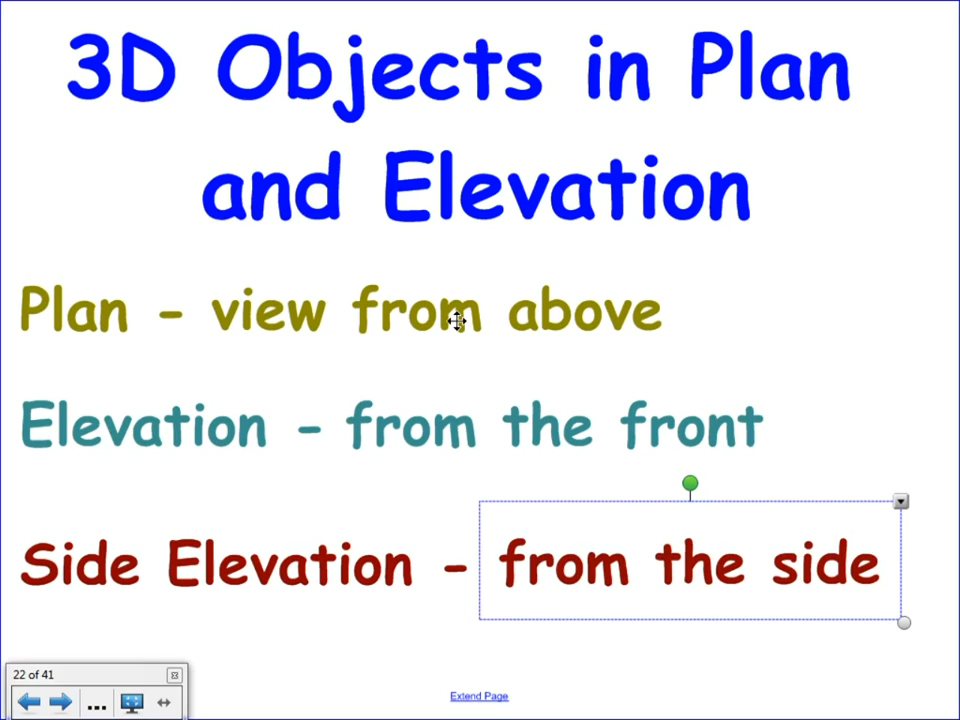 3D Objects in Plan
and Elevation
Plan - view from above
Elevation - from the front
Side Elevation - from the side
22 of 41
...
Extend Page